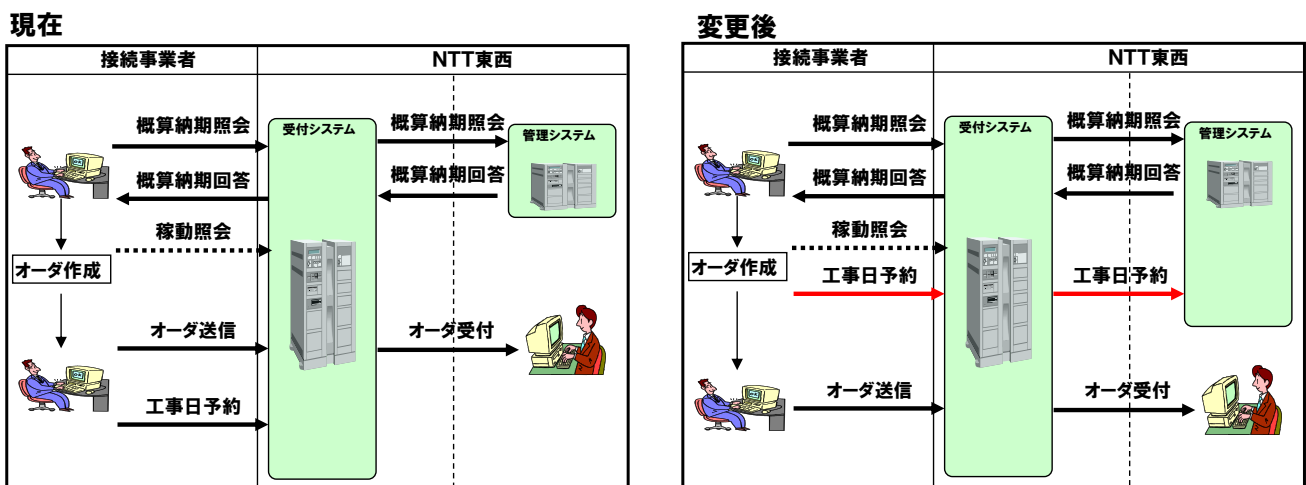 現在
接続事業者
NTT東西
概算納期照会
受付システム
概算納期照会
管理システム
概算納期回答
概算納期回答
稼動照会
オーダ作成
オーダ送信
オーダ受付
工事日予約
変更後
接続事業者
NTT東西
概算納期照会
受付システム
概算納期照会
管理システム
概算納期回答
概算納期回答
稼動照会
オーダ作成
工事日予約
工事日予約
オーダ送信
オーダ受付